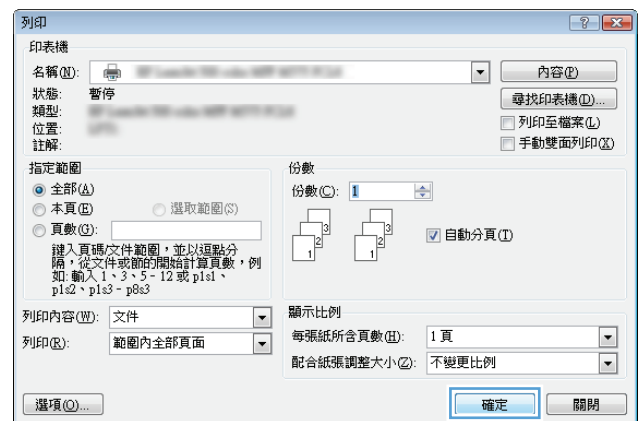 列印
印表機
名稱(N):
內容(P)
狀態: 暫停
尋找印表機(D)...
類型:
位置:
列印至檔案(L)
註解:
手動雙面列印(X)
指定範圍
全部(A)
本頁(E) 選取範圍(S)
頁數(G):
鍵入頁碼/文件範圍，並以逗點分
隔，從文件或節的開始計算頁數，例
如: 輸入 1、3、5 - 12 或 p1s1、
p1s2、p1s3 - p8s3
份數
份數(C): 1
1 2 3 1 2 3
自動分頁(T)
列印內容(W): 文件
列印(R): 範圍內全部頁面
顯示比例
每張紙所含頁數(H): 1 頁
配合紙張調整大小(Z): 不變更比例
選項(O)... 確定 關閉